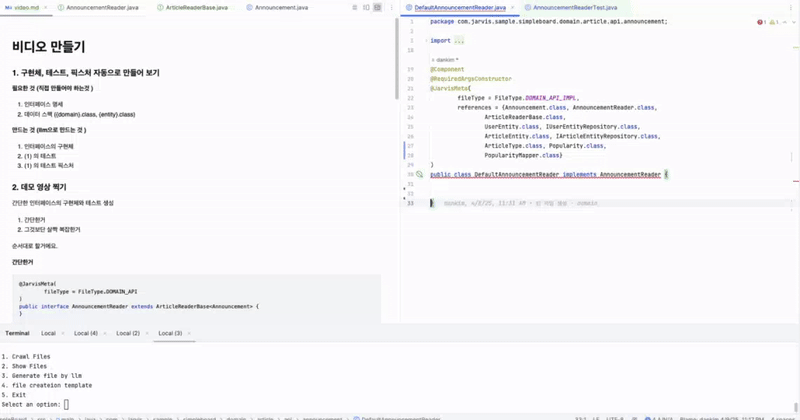 video.md
AnnouncementReader.java
ArticleReaderBase.java
Announcement.java
비디오 만들기
1. 구현체, 테스트, 픽스처 자동으로 만들어 보기
필요한 것 (직접 만들어야 하는것 )
1. 인터페이스 명세
2. 데이터 스펙 ({domain}.class, {entity}.class)
만드는 것 (llm으로 만드는 것 )
1. 인터페이스의 구현체
2. (1) 의 테스트
3. (1) 의 테스트 픽스처
2. 데모 영상 찍기
간단한 인터페이스의 구현체와 테스트 생성
1. 간단한거
2. 그것보단 살짝 복잡한거
순서대로 할거에요.
간단한거
@JarvisMeta(
fileType = FileType.DOMAIN_API
)
public interface AnnouncementReader extends ArticleReaderBase<Announcement> {
}
DefaultAnnouncementReader.java
AnnouncementReaderTest.java
1 package com.jarvis.sample.simpleboard.domain.article.api.announcement;
3 import ...
18
19 @Component
20 @RequiredArgsConstructor
21 @JarvisMeta(
22 fileType = FileType.DOMAIN_API_IMPL,
23 references = {Announcement.class, AnnouncementReader.class,
24 ArticleReaderBase.class,
25 UserEntity.class, IUserEntityRepository.class,
26 ArticleEntity.class, IArticleEntityRepository.class,
27 ArticleType.class, Popularity.class,
28 PopularityMapper.class}
29 )
30 public class DefaultAnnouncementReader implements AnnouncementReader {
33 }
Terminal Local Local (4) Local (2) Local (3)
1. Crawl Files
2. Show Files
3. Generate file by llm
4. file createion template
5. Exit
Select an option:
DefaultAnnouncementReader
33:1 LF UTF-8